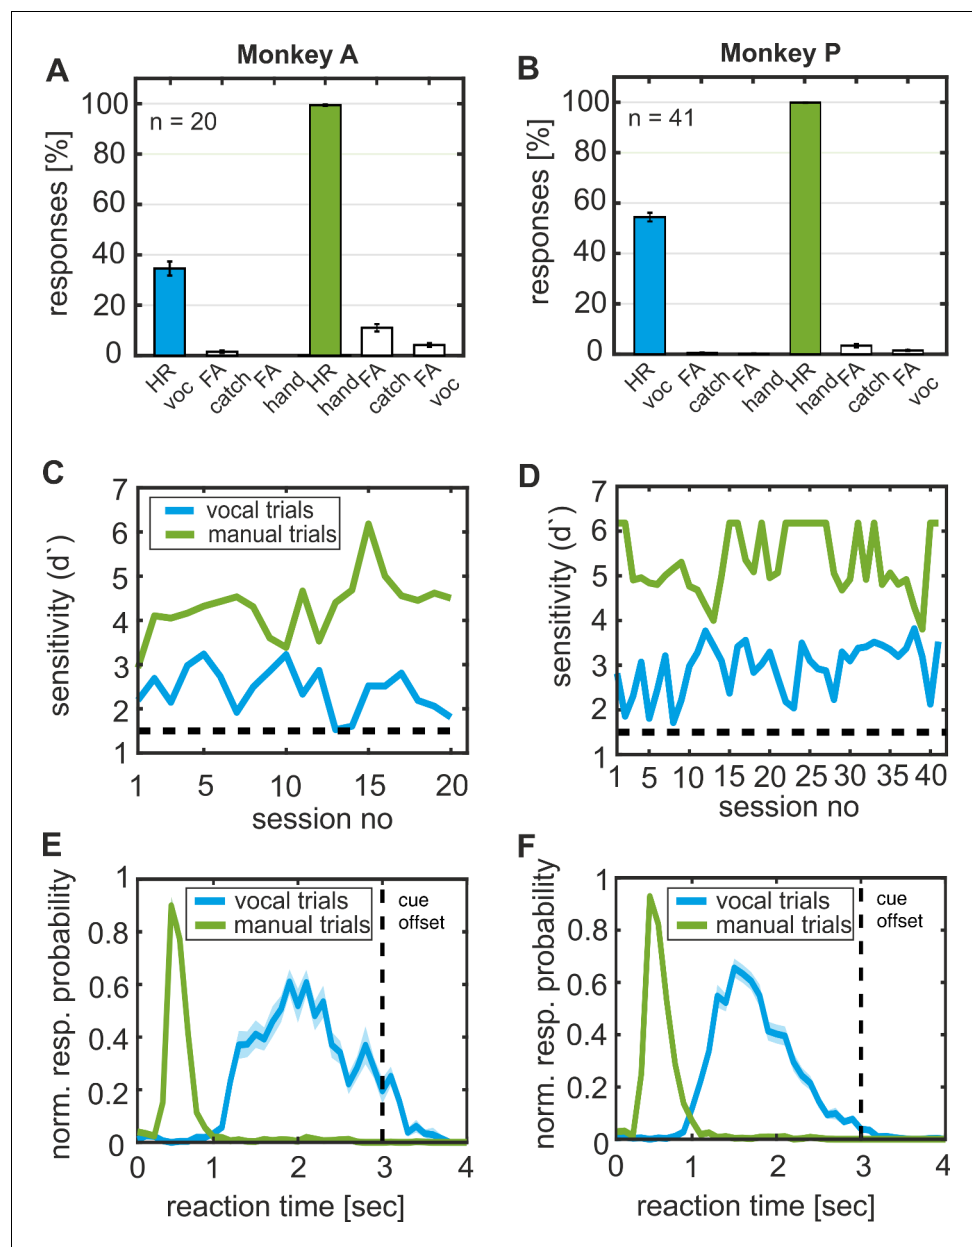 Monkey A
Monkey P
A
B
responses [%]
100
80
60
40
20
0
n = 20
HR voc
FA catch
FA hand
HR hand
FA catch
FA voc
responses [%]
100
80
60
40
20
0
n = 41
HR voc
FA catch
FA hand
HR hand
FA catch
FA voc
C
sensitivity (d`)
7
6
5
4
3
2
1
vocal trials
manual trials
1 5 10 15 20
session no
D
sensitivity (d`)
7
6
5
4
3
2
1
1 5 10 15 20 25 30 35 40
session no
E
norm. resp. probability
1
0.8
0.6
0.4
0.2
0
vocal trials
manual trials
cue
offset
0 1 2 3 4
reaction time [sec]
F
norm. resp. probability
1
0.8
0.6
0.4
0.2
0
vocal trials
manual trials
cue
offset
0 1 2 3 4
reaction time [sec]